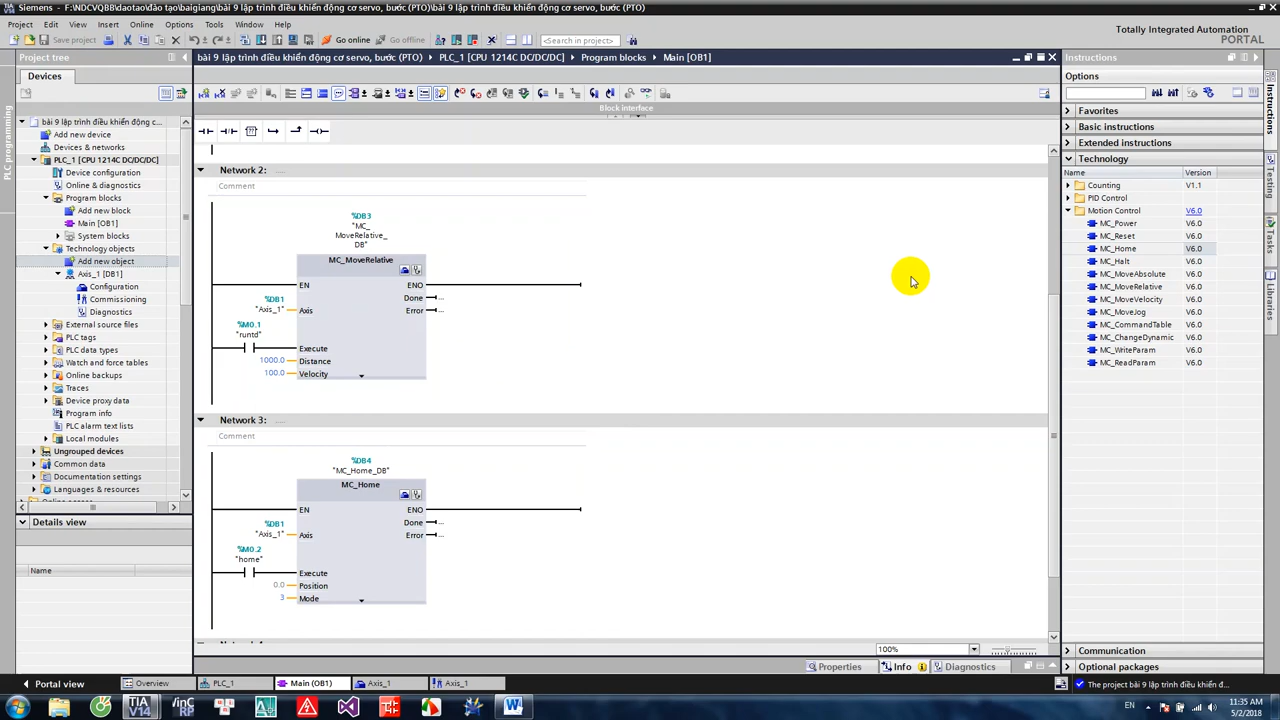 Siemens - F:\NDCVQBB\daotao\đào tạo\baigiang\bài 9 lập trình điều khiển động cơ servo, bước (PTO)\bài 9 lập trình điều khiển động cơ servo, bước (PTO)
Project Edit View Insert Online Options Tools Window Help
Save project
Go online
Go offline
<Search in project>
Totally Integrated Automation
PORTAL
Project tree
bài 9 lập trình điều khiển động cơ servo, bước (PTO) PLC_1 [CPU 1214C DC/DC/DC] Program blocks Main [OB1]
Instructions
Devices
Options
PLC programming
bài 9 lập trình điều khiển động c...
Add new device
Devices & networks
PLC_1 [CPU 1214C DC/DC/DC]
Device configuration
Online & diagnostics
Program blocks
Add new block
Main [OB1]
System blocks
Technology objects
Add new object
Axis_1 [DB1]
Configuration
Commissioning
Diagnostics
External source files
PLC tags
PLC data types
Watch and force tables
Online backups
Traces
Device proxy data
Program info
PLC alarm text lists
Local modules
Ungrouped devices
Common data
Documentation settings
Languages & resources
Details view
Name
Block interface
Network 2:
Comment
%DB3
"MC_
MoveRelative_
DB"
MC_MoveRelative
EN ENO
%DB1 Done
"Axis_1" Axis Error
%M0.1
"runtd"
Execute
1000.0 Distance
100.0 Velocity
Network 3:
Comment
%DB4
"MC_Home_DB"
MC_Home
EN ENO
%DB1 Done
"Axis_1" Axis Error
%M0.2
"home"
Execute
0.0 Position
3 Mode
100%
Properties Info Diagnostics
Favorites
Basic instructions
Extended instructions
Technology
Name Version
Counting V1.1
PID Control
Motion Control V6.0
MC_Power V6.0
MC_Reset V6.0
MC_Home V6.0
MC_Halt V6.0
MC_MoveAbsolute V6.0
MC_MoveRelative V6.0
MC_MoveVelocity V6.0
MC_MoveJog V6.0
MC_CommandTable V6.0
MC_ChangeDynamic V6.0
MC_WriteParam V6.0
MC_ReadParam V6.0
Communication
Optional packages
Instructions
Testing
Tasks
Libraries
Portal view Overview PLC_1 Main (OB1) Axis_1 Axis_1
The project bài 9 lập trình điều khiển đ...
TIA
V14
EN
11:35 AM
5/2/2018